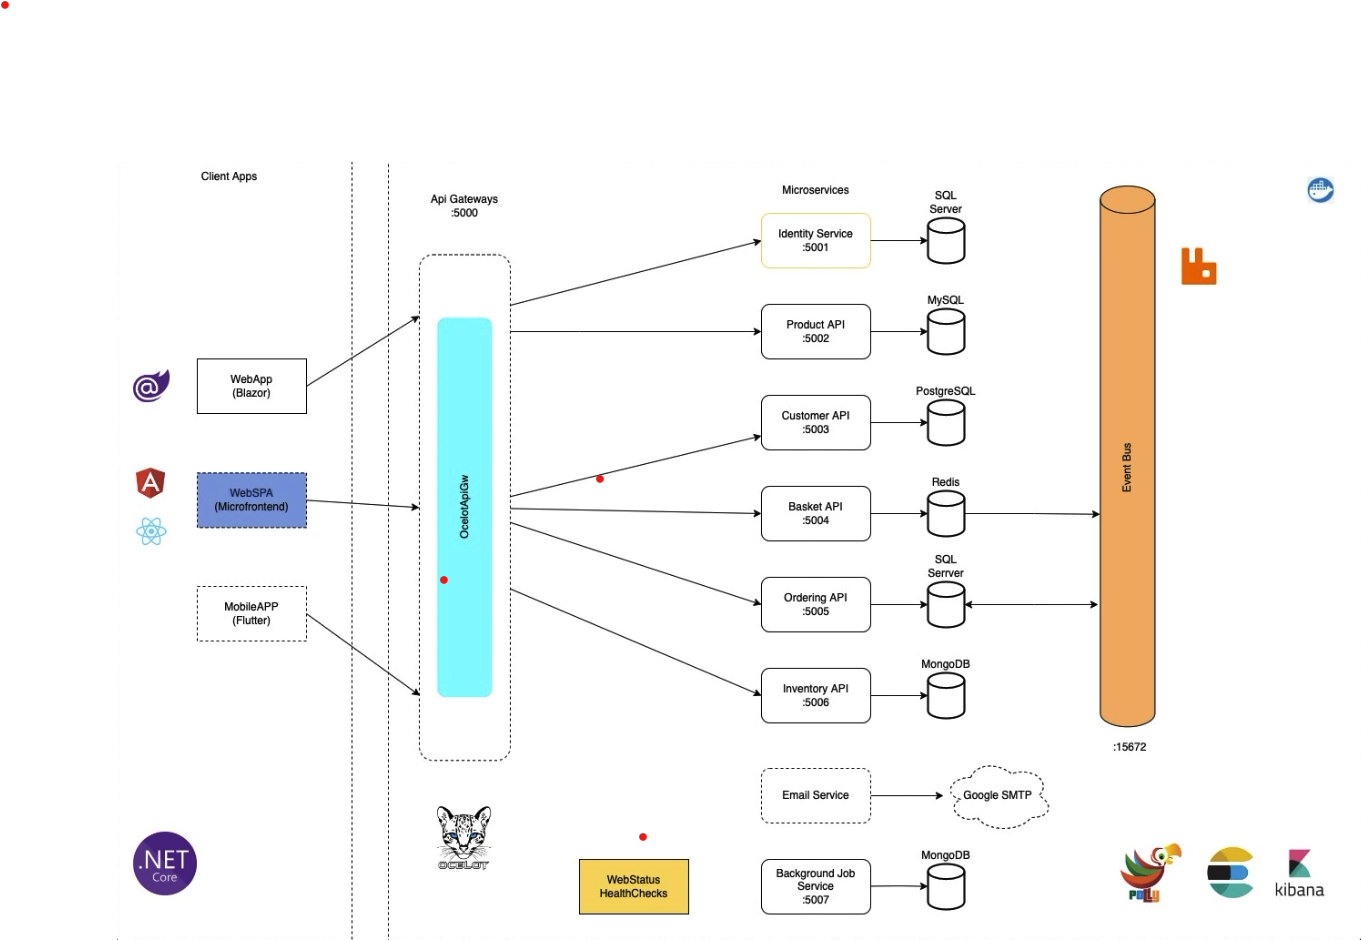 Client Apps
Api Gateways
:5000
Microservices
SQL
Server
Identity Service
:5001
MySQL
Product API
:5002
WebApp
(Blazor)
PostgreSQL
Customer API
:5003
Event Bus
WebSPA
(Microfrontend)
OcelotApiGw
Redis
Basket API
:5004
SQL
Serrver
Ordering API
:5005
MobileAPP
(Flutter)
MongoDB
Inventory API
:5006
:15672
Email Service
Google SMTP
OCELOT
.NET
Core
WebStatus
HealthChecks
MongoDB
Background Job
Service
:5007
POLLY
kibana